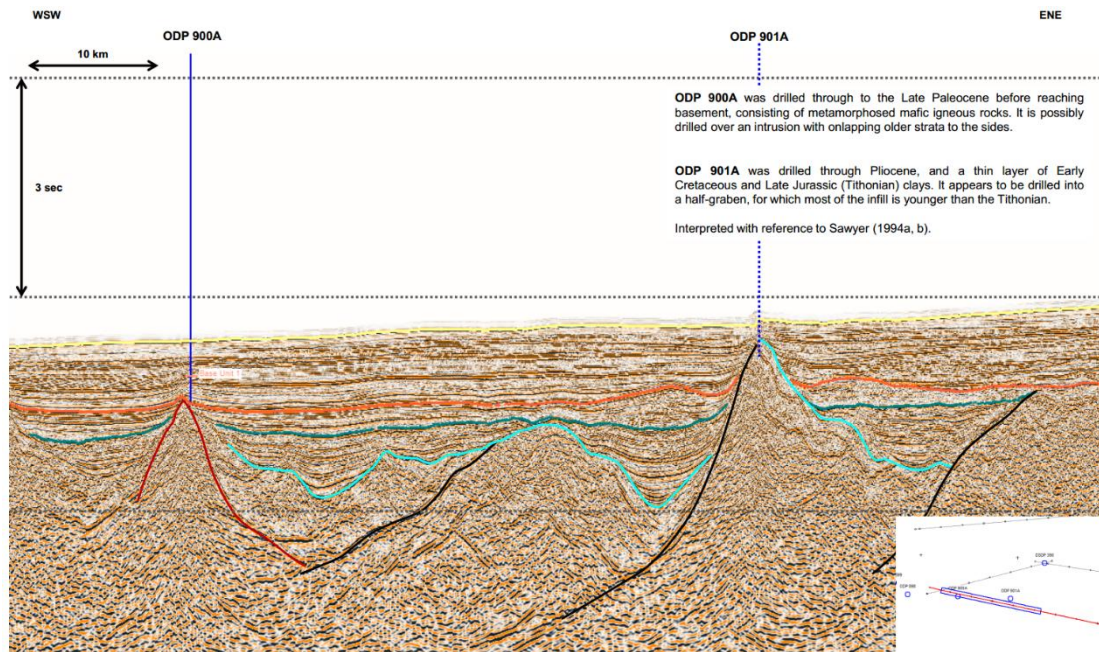 WSW
ENE
ODP 900A
ODP 901A
10 km
3 sec
ODP 900A was drilled through to the Late Paleocene before reaching
basement, consisting of metamorphosed mafic igneous rocks. It is possibly
drilled over an intrusion with onlapping older strata to the sides.
ODP 901A was drilled through Pliocene, and a thin layer of Early
Cretaceous and Late Jurassic (Tithonian) clays. It appears to be drilled into
a half-graben, for which most of the infill is younger than the Tithonian.
Interpreted with reference to Sawyer (1994a, b).
Base Unit 1
ODP 901A